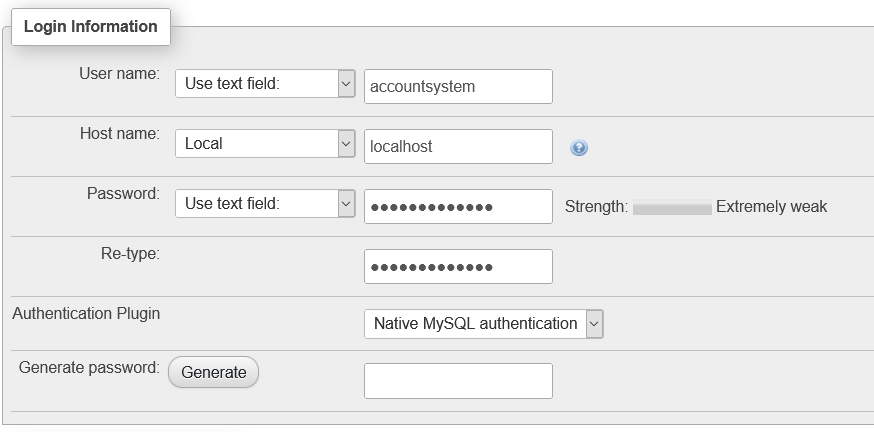 Login Information
User name: Use text field: accountsystem
Host name: Local localhost ?
Password: Use text field: ●●●●●●●●●●●●● Strength: Extremely weak
Re-type: ●●●●●●●●●●●●●
Authentication Plugin Native MySQL authentication
Generate password: Generate